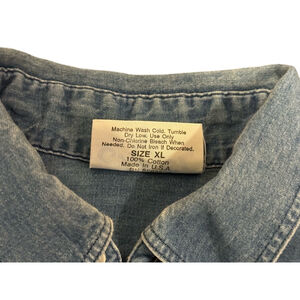 Machine Wash Cold. Tumble
Dry Low, Use Only
Non-Chlorine Bleach When
Needed. Do Not Iron if Decorated.
SIZE XL
100% Cotton
Made In U.S.A